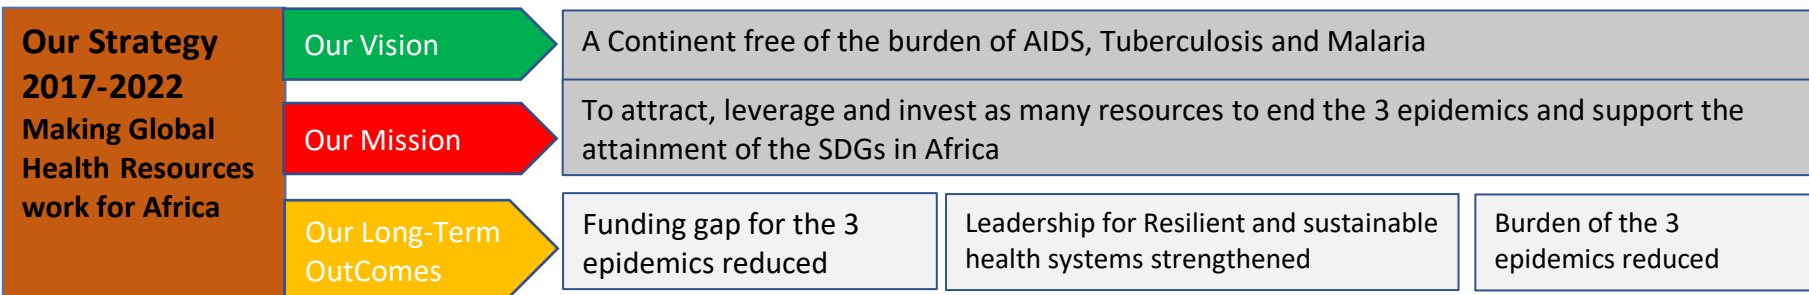 Our Strategy
2017-2022
Making Global
Health Resources
work for Africa
Our Vision
A Continent free of the burden of AIDS, Tuberculosis and Malaria
Our Mission
To attract, leverage and invest as many resources to end the 3 epidemics and support the
attainment of the SDGs in Africa
Our Long-Term
OutComes
Funding gap for the 3
epidemics reduced
Leadership for Resilient and sustainable
health systems strengthened
Burden of the 3
epidemics reduced